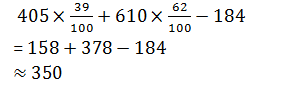 405 × 39/100 + 610 × 62/100 − 184
= 158 + 378 − 184
≈ 350